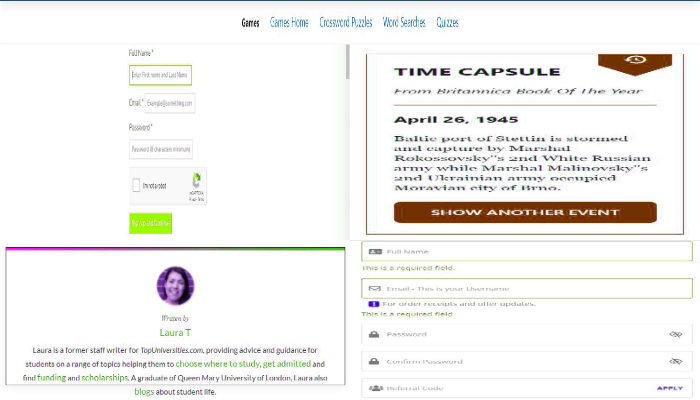 Games Games Home Crossword Puzzles Word Searches Quizzes
Full Name *
Enter First name and Last Name
Email * Example@something.com
Password *
Password (8 characters minimum)
I'm not a robot
reCAPTCHA
Privacy - Terms
TIME CAPSULE
From Britannica Book Of The Year
April 26, 1945
Baltic port of Stettin is stormed
and capture by Marshal
Rokossovsky"s 2nd White Russian
army while Marshal Malinovsky"s
2nd Ukrainian army occupied
Moravian city of Brno.
SHOW ANOTHER EVENT
Written by
Laura T
Laura is a former staff writer for TopUniversities.com, providing advice and guidance for
students on a range of topics helping them to choose where to study, get admitted and
find funding and scholarships. A graduate of Queen Mary University of London, Laura also
blogs about student life.
Full Name
This is a required field.
Email - This is your Username
For order receipts and offer updates.
This is a required field.
Password
Confirm Password
Referral Code APPLY